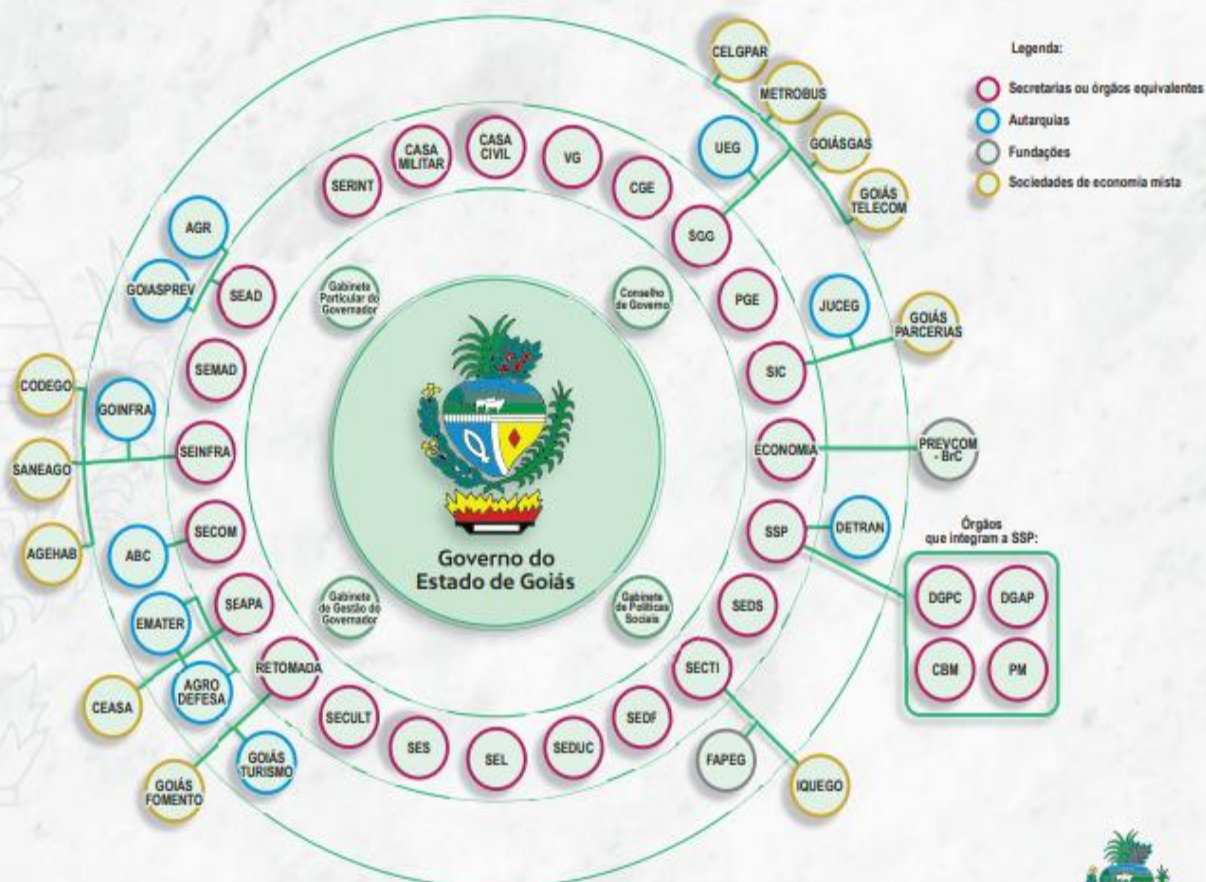 Legenda:
Secretarias ou órgãos equivalentes
Autarquias
Fundações
Sociedades de economia mista
CELGPAR
METROBUS
GOIÁSGAS
GOIÁS
TELECOM
UEG
CASA
CIVIL
CASA
MILITAR
SERINT
VG
CGE
SGG
PGE
SIC
JUCEG
GOIÁS
PARCERIAS
ECONOMIA
PREVCOM
- BrC
SSP
DETRAN
Órgãos
que integram a SSP:
DGPC
DGAP
CBM
PM
SEDS
SECTI
FAPEG
IQUEGO
SEDF
SEDUC
SEL
SES
SECULT
RETOMADA
GOIÁS
TURISMO
GOIÁS
FOMENTO
SEAPA
EMATER
AGRO
DEFESA
CEASA
SECOM
ABC
SEINFRA
GOINFRA
CODEGO
SANEAGO
AGEHAB
SEMAD
SEAD
AGR
GOIASPREV
Gabinete
Particular do
Governador
Conselho
de Governo
Governo do
Estado de Goiás
Gabinete
de Gestão do
Governador
Gabinete
de Políticas
Sociais